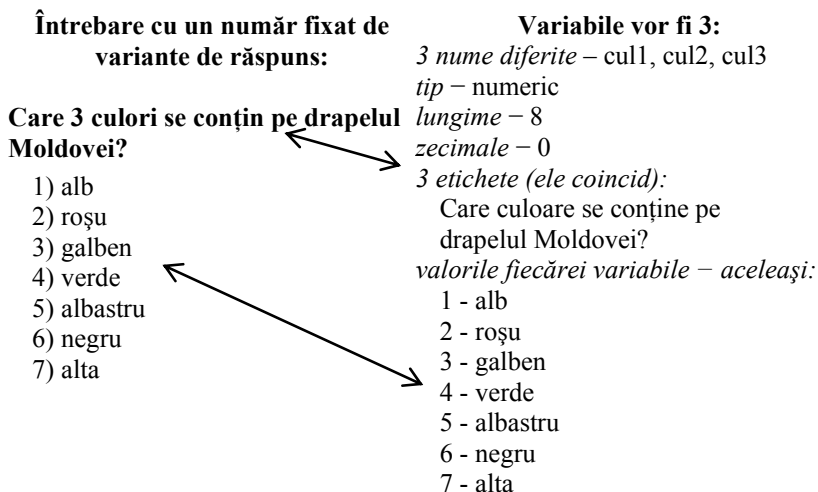 Întrebare cu un număr fixat de
variante de răspuns:
Care 3 culori se conțin pe drapelul
Moldovei?
1) alb
2) roşu
3) galben
4) verde
5) albastru
6) negru
7) alta
Variabile vor fi 3:
3 nume diferite – cul1, cul2, cul3
tip − numeric
lungime − 8
zecimale − 0
3 etichete (ele coincid):
Care culoare se conține pe
drapelul Moldovei?
valorile fiecărei variabile − aceleaşi:
1 - alb
2 - roşu
3 - galben
4 - verde
5 - albastru
6 - negru
7 - alta